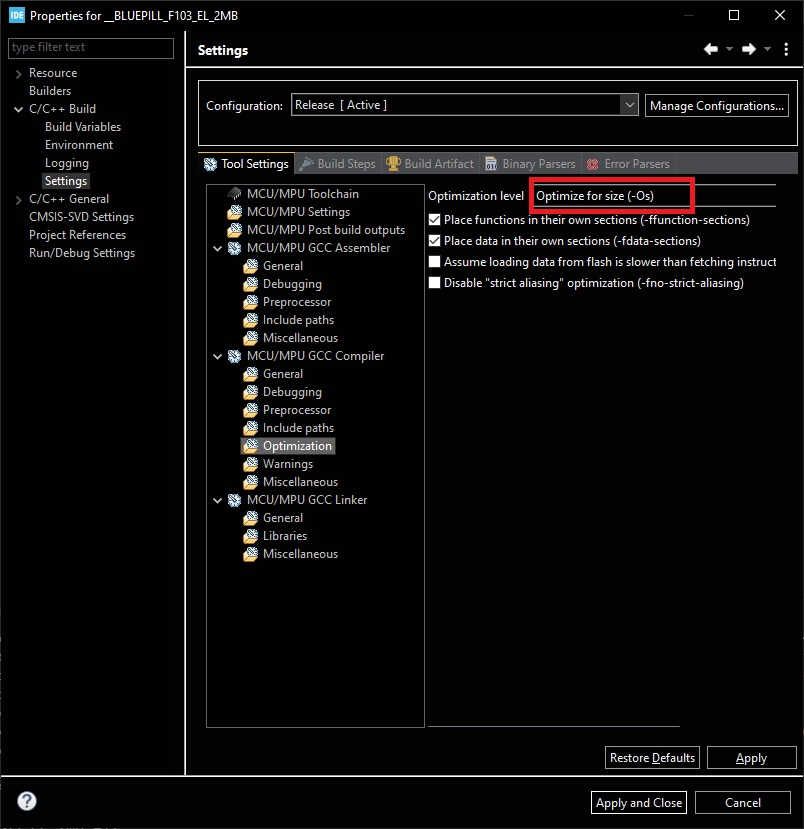 IDE Properties for __BLUEPILL_F103_EL_2MB
type filter text
Resource
Builders
C/C++ Build
Build Variables
Environment
Logging
Settings
C/C++ General
CMSIS-SVD Settings
Project References
Run/Debug Settings
Settings
Configuration: Release [ Active ] Manage Configurations...
Tool Settings Build Steps Build Artifact Binary Parsers Error Parsers
MCU/MPU Toolchain
MCU/MPU Settings
MCU/MPU Post build outputs
MCU/MPU GCC Assembler
General
Debugging
Preprocessor
Include paths
Miscellaneous
MCU/MPU GCC Compiler
General
Debugging
Preprocessor
Include paths
Optimization
Warnings
Miscellaneous
MCU/MPU GCC Linker
General
Libraries
Miscellaneous
Optimization level Optimize for size (-Os)
Place functions in their own sections (-ffunction-sections)
Place data in their own sections (-fdata-sections)
Assume loading data from flash is slower than fetching instruct
Disable "strict aliasing" optimization (-fno-strict-aliasing)
Restore Defaults Apply
? Apply and Close Cancel